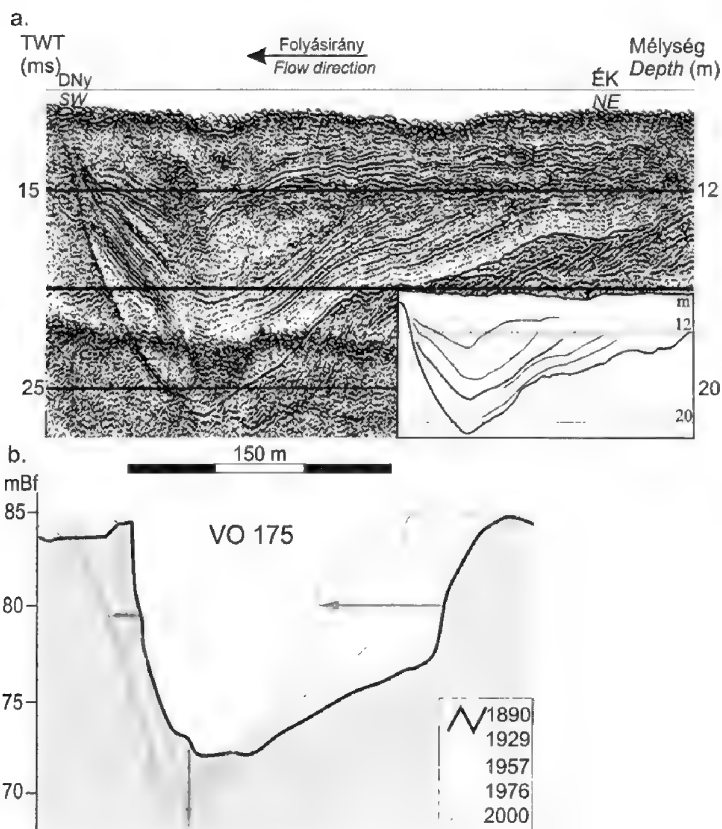 a.
TWT
(ms)
DNy
SW
Folyásirány
Flow direction
ÉK
NE
Mélység
Depth (m)
15
12
25
20
m
12
20
150 m
b.
mBf
85
80
75
70
VO 175
1890
1929
1957
1976
2000